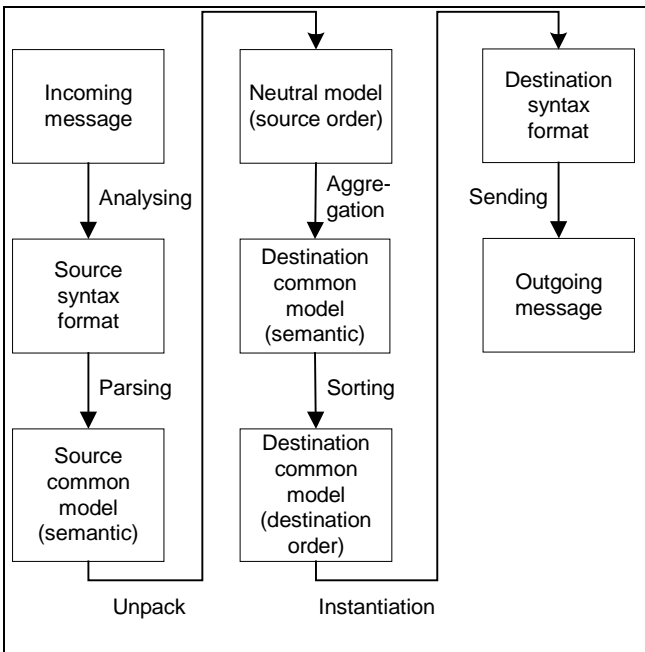 Incoming
message
Analysing
Source
syntax
format
Parsing
Source
common
model
(semantic)
Unpack
Neutral model
(source order)
Aggre-
gation
Destination
common
model
(semantic)
Sorting
Destination
common
model
(destination
order)
Instantiation
Destination
syntax
format
Sending
Outgoing
message